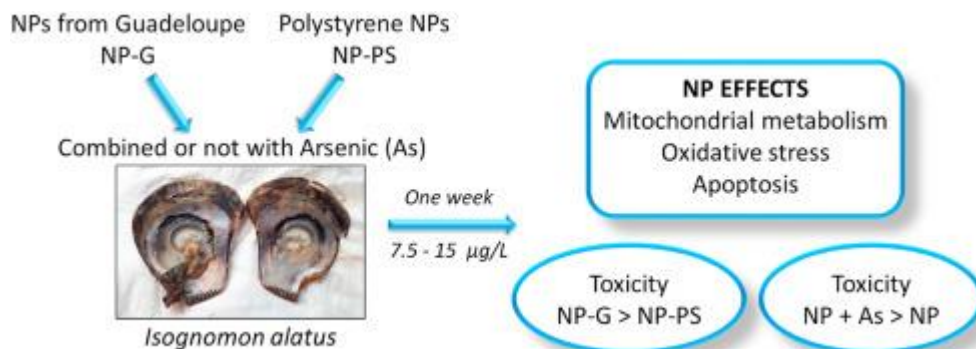 NPs from Guadeloupe
NP-G
Polystyrene NPs
NP-PS
Combined or not with Arsenic (As)
Isognomon alatus
One week
7.5 - 15 µg/L
NP EFFECTS
Mitochondrial metabolism
Oxidative stress
Apoptosis
Toxicity
NP-G > NP-PS
Toxicity
NP + As > NP